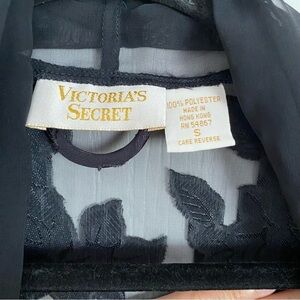 VICTORIA'S
SECRET
100% POLYESTER
MADE IN
HONG KONG
RN 54867
S
CARE REVERSE